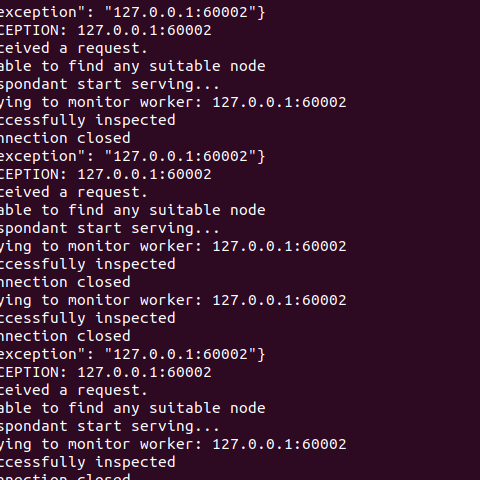 exception": "127.0.0.1:60002"}
CEPTION: 127.0.0.1:60002
ceived a request.
able to find any suitable node
spondant start serving...
ying to monitor worker: 127.0.0.1:60002
ccessfully inspected
nnection closed
exception": "127.0.0.1:60002"}
CEPTION: 127.0.0.1:60002
ceived a request.
able to find any suitable node
spondant start serving...
ying to monitor worker: 127.0.0.1:60002
ccessfully inspected
nnection closed
ying to monitor worker: 127.0.0.1:60002
ccessfully inspected
nnection closed
exception": "127.0.0.1:60002"}
CEPTION: 127.0.0.1:60002
ceived a request.
able to find any suitable node
spondant start serving...
ying to monitor worker: 127.0.0.1:60002
ccessfully inspected
nnection closed